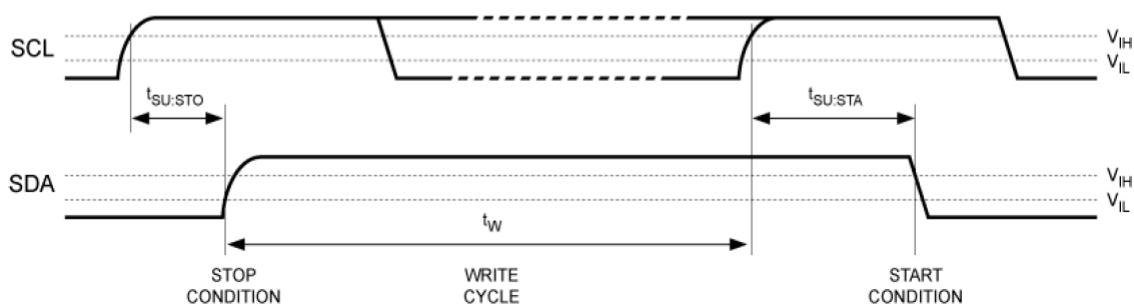 SCL
VIH
VIL
tSU:STO
tSU:STA
SDA
VIH
VIL
tW
STOP
CONDITION
WRITE
CYCLE
START
CONDITION